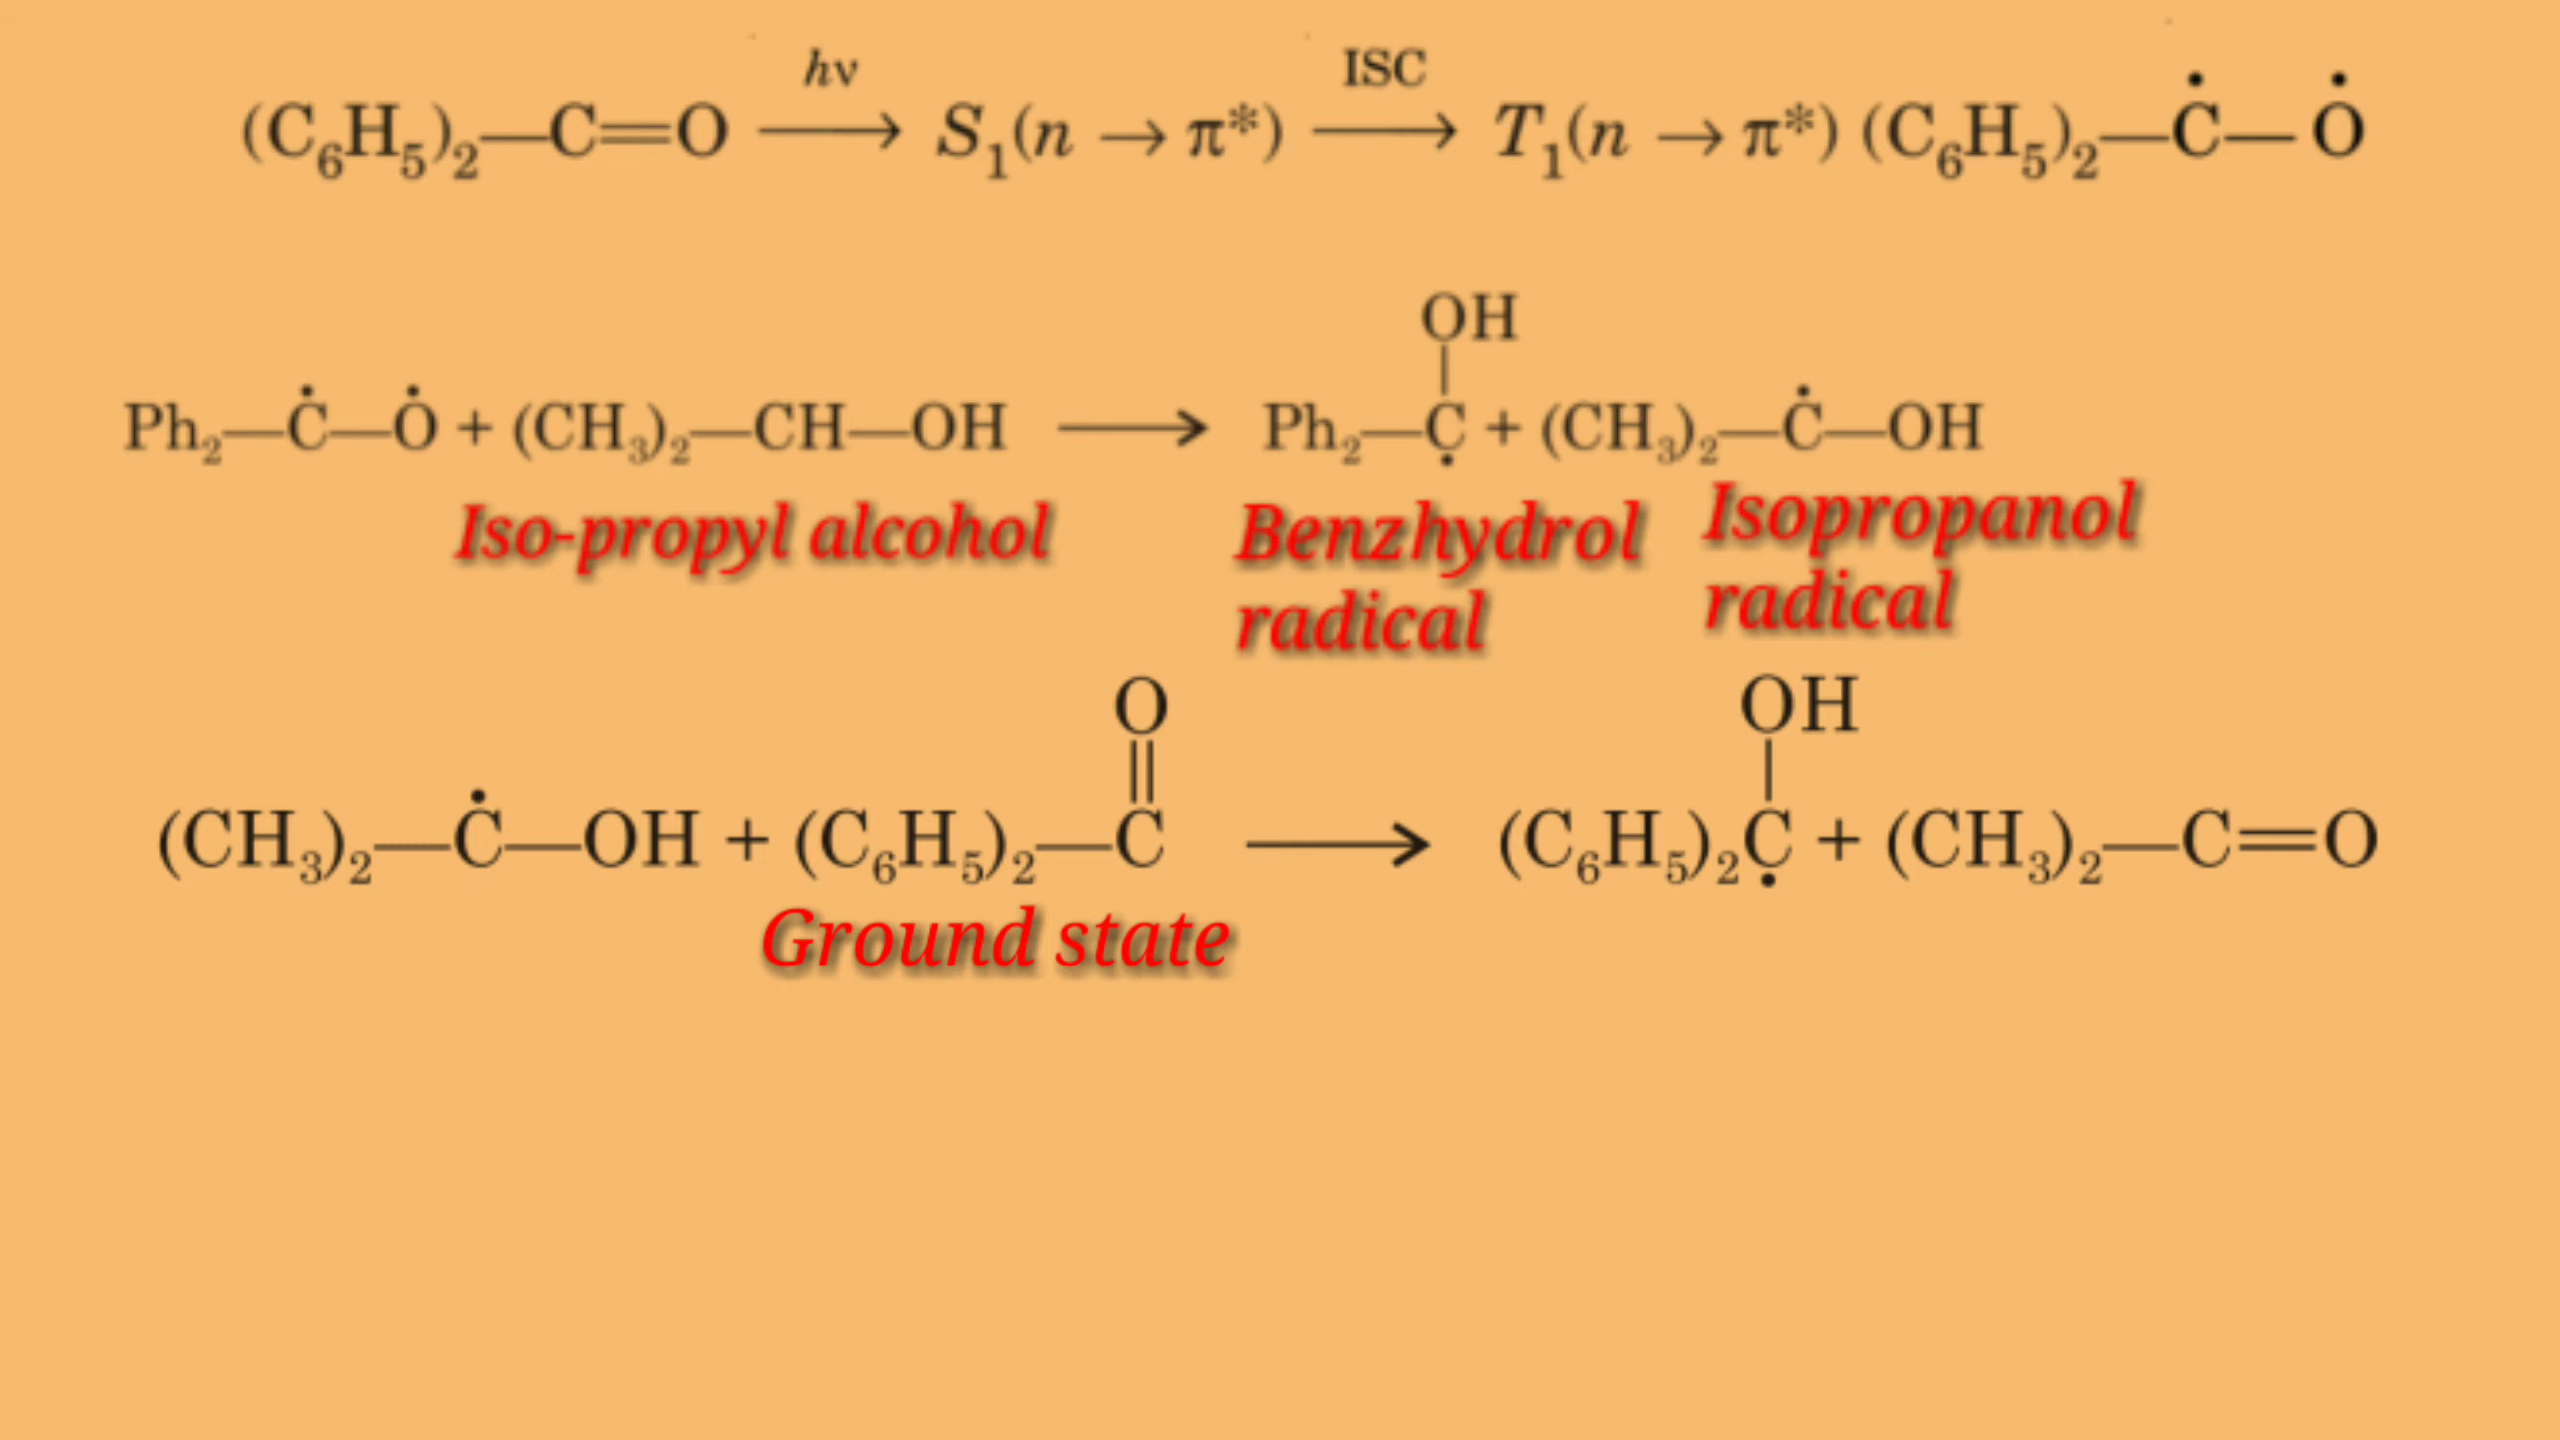 hν ISC
(C₆H₅)₂—C=O ⟶ S₁(n → π*) ⟶ T₁(n → π*) (C₆H₅)₂—Ċ—Ȯ
OH
|
Ph₂—Ċ—Ȯ + (CH₃)₂—CH—OH ⟶ Ph₂—Ċ + (CH₃)₂—Ċ—OH
Iso-propyl alcohol Benzhydrol radical Isopropanol radical
O OH
|| |
(CH₃)₂—Ċ—OH + (C₆H₅)₂—C ⟶ (C₆H₅)₂Ċ + (CH₃)₂—C=O
Ground state